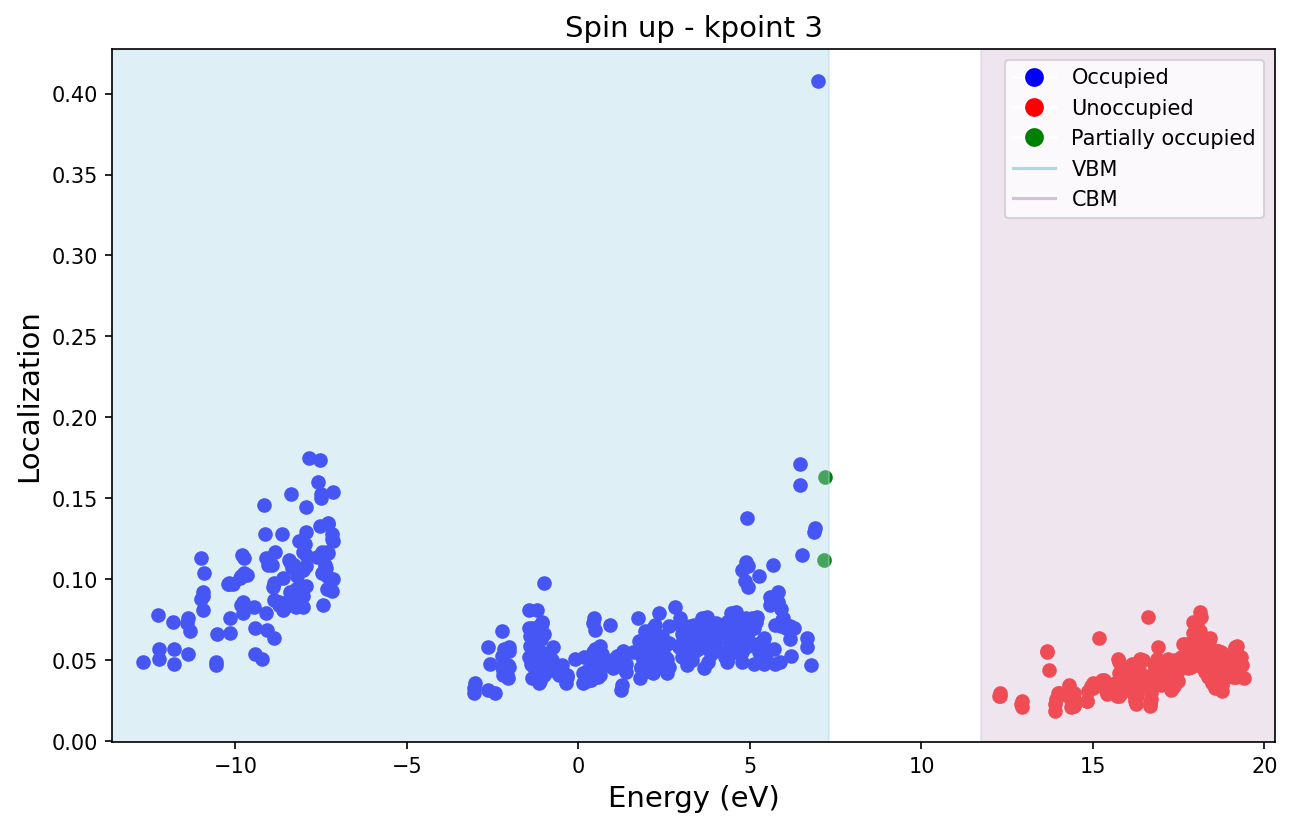 Spin up - kpoint 3
0.40
0.35
0.30
0.25
0.20
0.15
0.10
0.05
0.00
Localization
Occupied
Unoccupied
Partially occupied
VBM
CBM
−10
−5
0
5
10
15
20
Energy (eV)